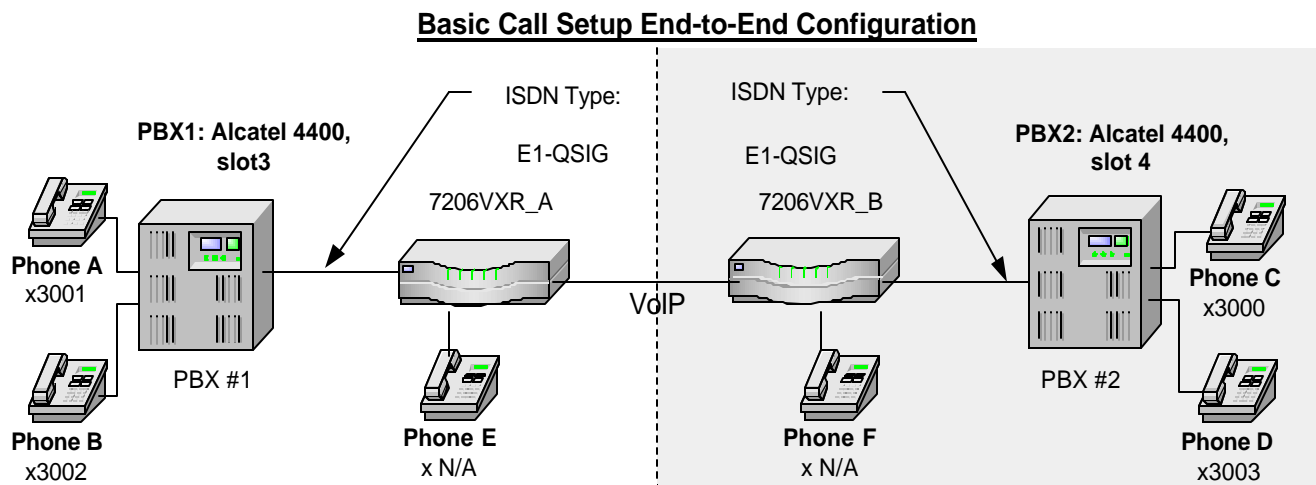 Basic Call Setup End-to-End Configuration
ISDN Type:
E1-QSIG
ISDN Type:
E1-QSIG
PBX1: Alcatel 4400,
slot3
PBX2: Alcatel 4400,
slot 4
7206VXR_A
7206VXR_B
Phone A
x3001
Phone C
x3000
VoIP
PBX #1
PBX #2
Phone B
x3002
Phone E
x N/A
Phone F
x N/A
Phone D
x3003